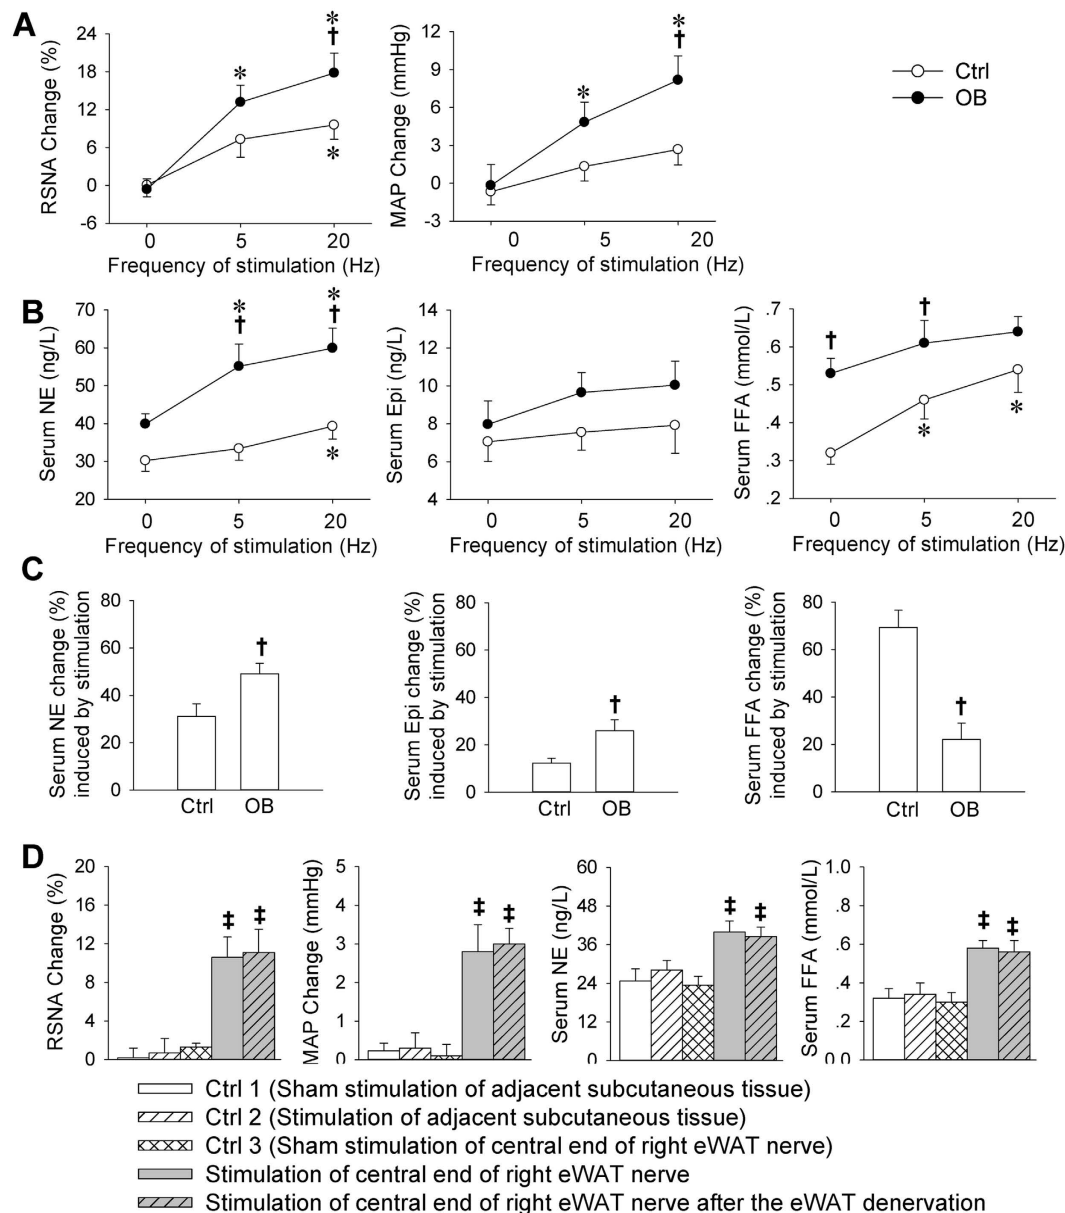 A
RSNA Change (%)
24
18
12
6
0
-6
*
*
†
*
0 5 20
Frequency of stimulation (Hz)
MAP Change (mmHg)
12
9
6
3
0
-3
*
*
†
0 5 20
Frequency of stimulation (Hz)
Ctrl
OB
B
Serum NE (ng/L)
70
60
50
40
30
20
*
†
*
†
*
0 5 20
Frequency of stimulation (Hz)
Serum Epi (ng/L)
14
12
10
8
6
4
0 5 20
Frequency of stimulation (Hz)
Serum FFA (mmol/L)
.7
.6
.5
.4
.3
.2
†
†
*
*
0 5 20
Frequency of stimulation (Hz)
C
Serum NE change (%)
induced by stimulation
80
60
40
20
0
†
Ctrl OB
Serum Epi change (%)
induced by stimulation
80
60
40
20
0
†
Ctrl OB
Serum FFA change (%)
induced by stimulation
80
60
40
20
0
†
Ctrl OB
D
RSNA Change (%)
20
16
12
8
4
0
‡ ‡
MAP Change (mmHg)
5
4
3
2
1
0
‡ ‡
Serum NE (ng/L)
60
48
36
24
12
0
‡ ‡
Serum FFA (mmol/L)
1.0
.8
.6
.4
.2
0.0
‡ ‡
Ctrl 1 (Sham stimulation of adjacent subcutaneous tissue)
Ctrl 2 (Stimulation of adjacent subcutaneous tissue)
Ctrl 3 (Sham stimulation of central end of right eWAT nerve)
Stimulation of central end of right eWAT nerve
Stimulation of central end of right eWAT nerve after the eWAT denervation